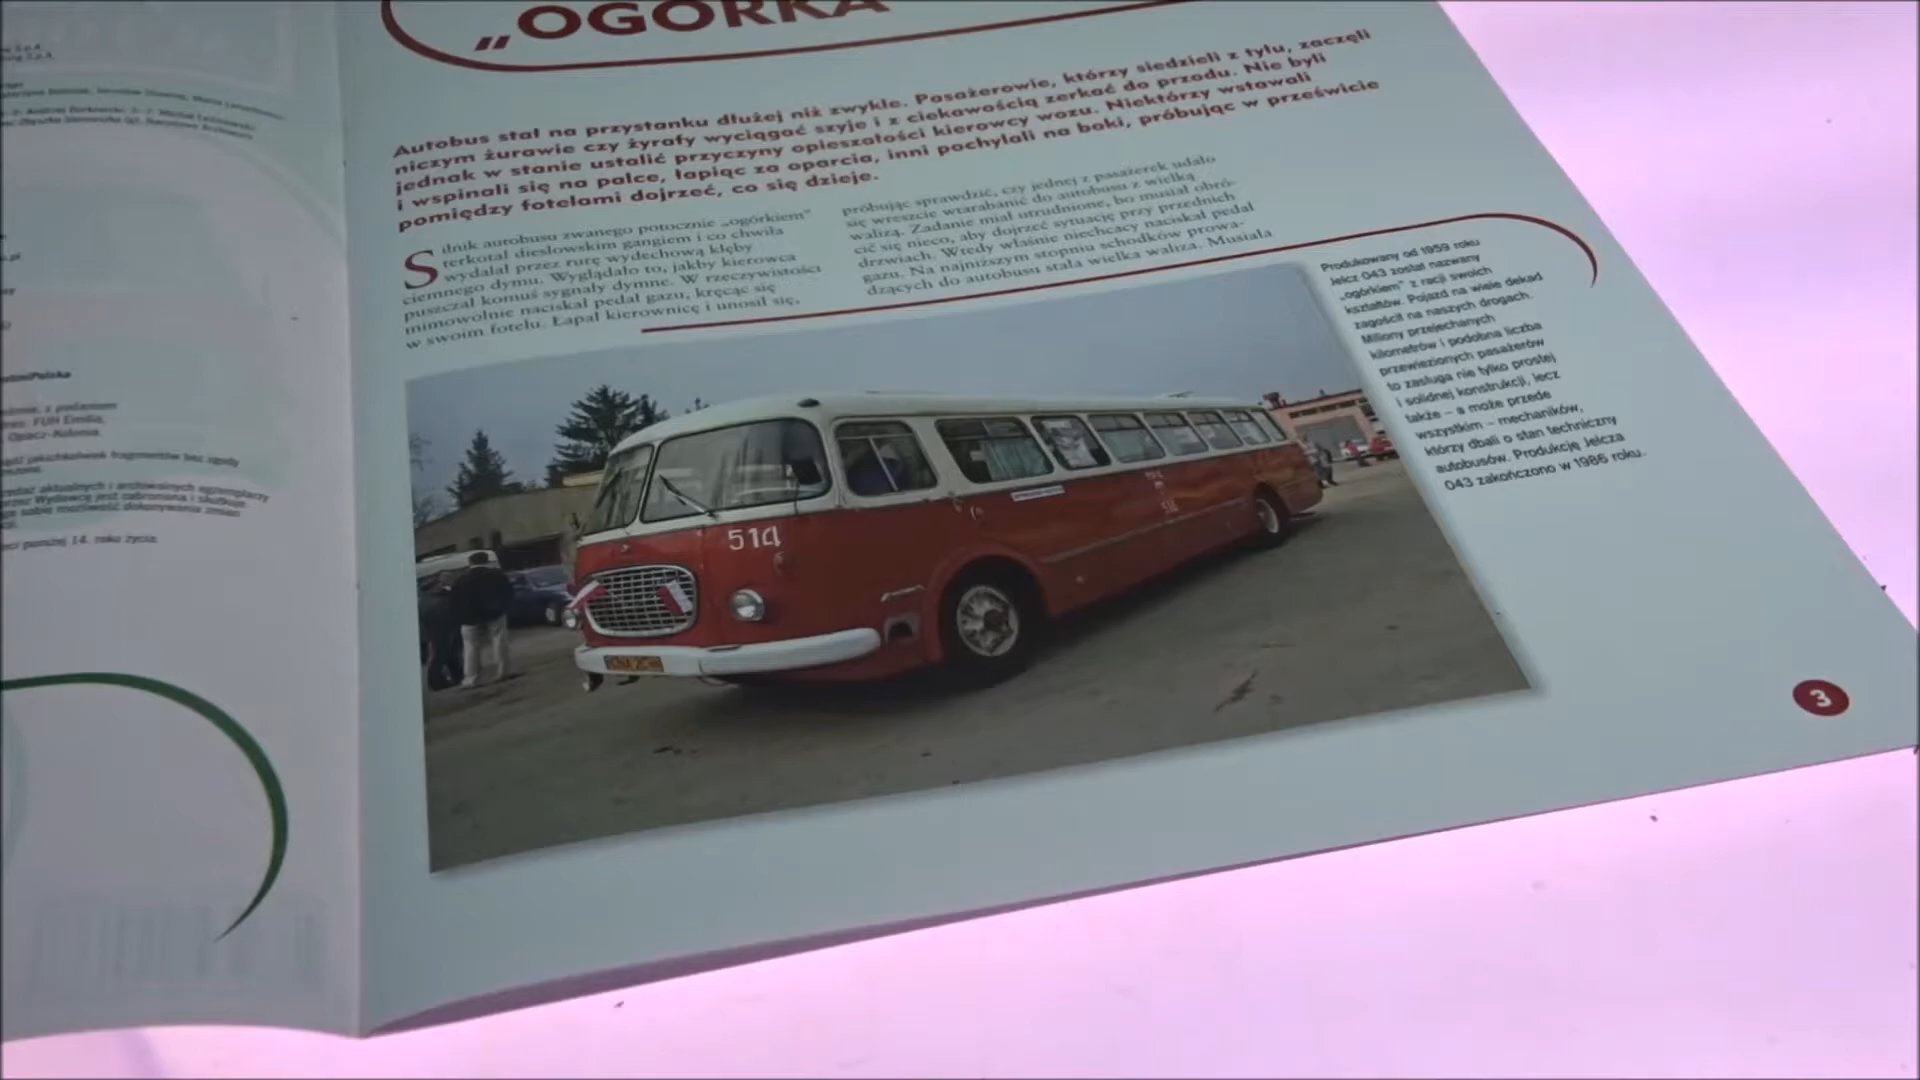 „OGÓRKA
Autobus stał na przystanku dłużej niż zwykle. Pasażerowie, którzy siedzieli z tyłu, zaczęli
niczym żurawie czy żyrafy wyciągać szyje i z ciekawością zerkać do przodu. Nie byli
jednak w stanie ustalić przyczyny opieszałości kierowcy wozu. Niektórzy wstawali
i wspinali się na palce, łapiąc za oparcia, inni pochylali na boki, próbując w prześwicie
pomiędzy fotelami dojrzeć, co się dzieje.
Silnik autobusu zwanego potocznie „ogórkiem”
terkotał dieslowskim gangiem i co chwila
wydalał przez rurę wydechową kłęby
ciemnego dymu. Wyglądało to, jakby kierowca
puszczał komuś sygnały dymne. W rzeczywistości
mimowolnie naciskał pedał gazu, kręcąc się
w swoim fotelu. Łapał kierownicę i unosił się,
próbując sprawdzić, czy jednej z pasażerek udało
się wreszcie wtarabanić do autobusu z wielką
walizą. Zadanie miał utrudnione, bo musiał obró-
cić się nieco, aby dojrzeć sytuację przy przednich
drzwiach. Wtedy właśnie niechcący naciskał pedał
gazu. Na najniższym stopniu schodków prowa-
dzących do autobusu stała wielka waliza. Musiała
Produkowany od 1959 roku
Jelcz 043 został nazwany
„ogórkiem” z racji swoich
kształtów. Pojazd na wiele dekad
zagościł na naszych drogach.
Miliony przejechanych
kilometrów i podobna liczba
przewiezionych pasażerów
to zasługa nie tylko prostej
i solidnej konstrukcji, lecz
także – a może przede
wszystkim – mechaników,
którzy dbali o stan techniczny
autobusów. Produkcję Jelcza
043 zakończono w 1986 roku.
514
3